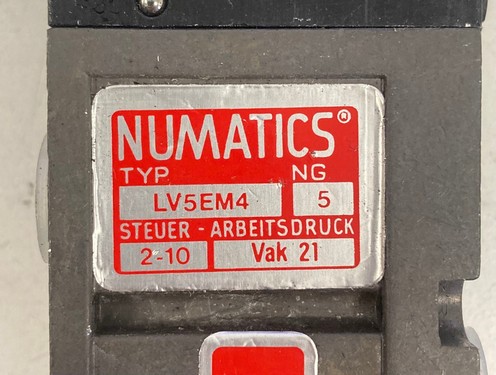 NUMATICS®
TYP NG
LV5EM4 5
STEUER - ARBEITSDRUCK
2-10 Vak 21